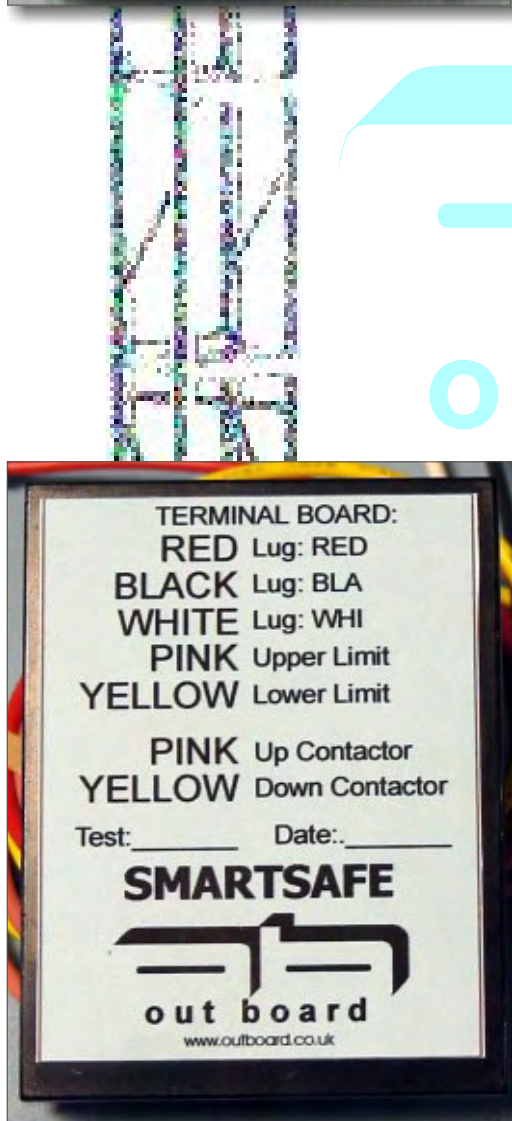 o
TERMINAL BOARD:
RED Lug: RED
BLACK Lug: BLA
WHITE Lug: WHI
PINK Upper Limit
YELLOW Lower Limit
PINK Up Contactor
YELLOW Down Contactor
Test:_______ Date:._______
SMARTSAFE
out board
www.outboard.co.uk